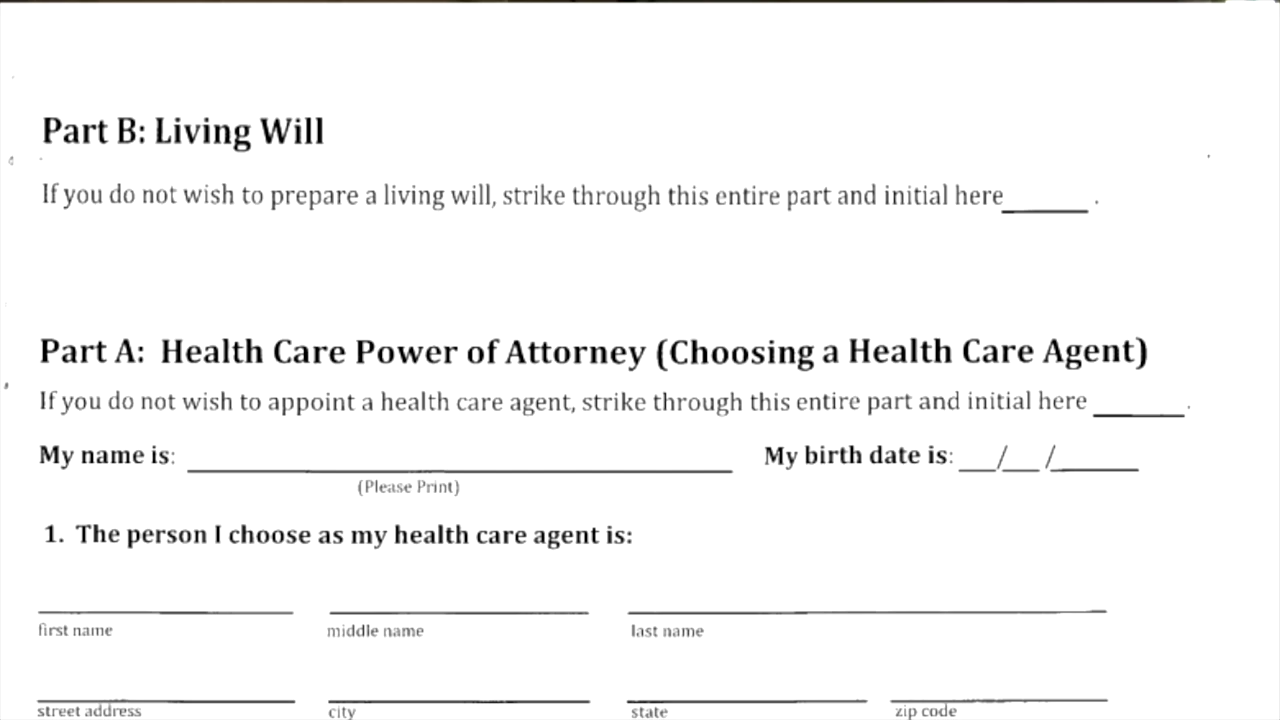 Part B: Living Will
If you do not wish to prepare a living will, strike through this entire part and initial here______ .
Part A: Health Care Power of Attorney (Choosing a Health Care Agent)
If you do not wish to appoint a health care agent, strike through this entire part and initial here ______.
My name is: ______ My birth date is: ___/___/______
(Please Print)
1. The person I choose as my health care agent is:
first name middle name last name
street address city state zip code